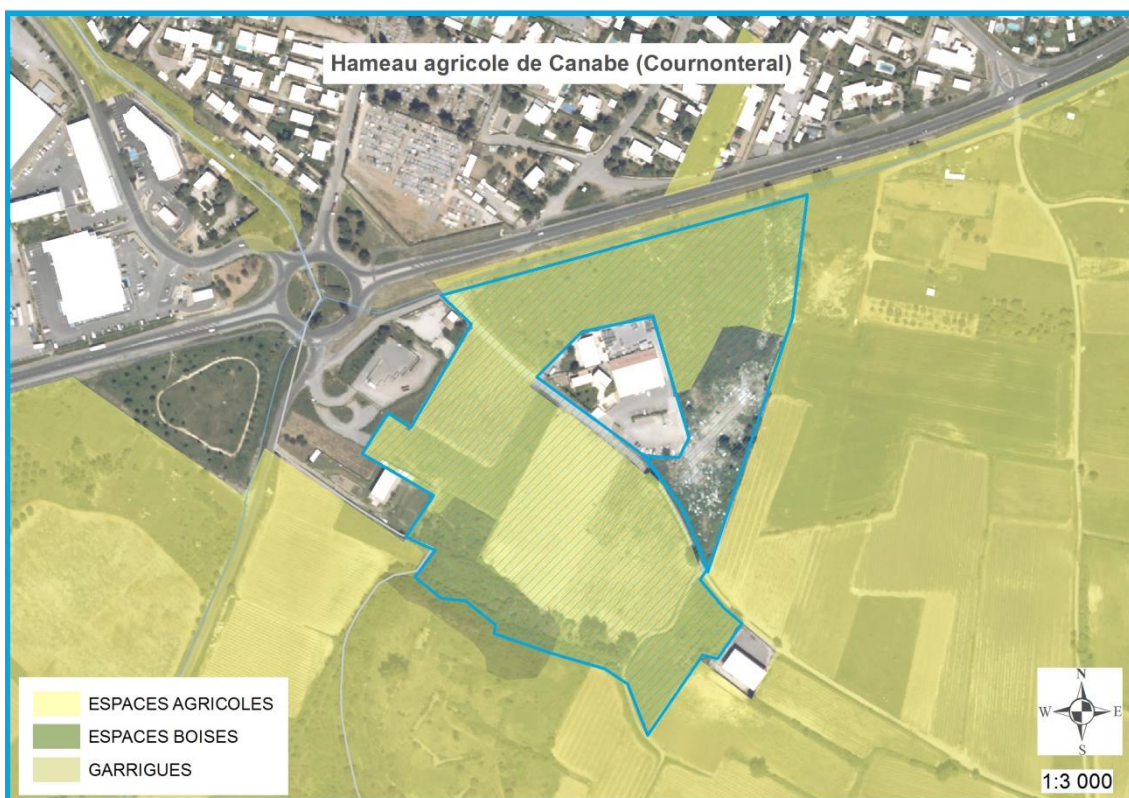 Hameau agricole de Canabe (Cournonteral)
ESPACES AGRICOLES
ESPACES BOISES
GARRIGUES
N
W E
S
1:3 000